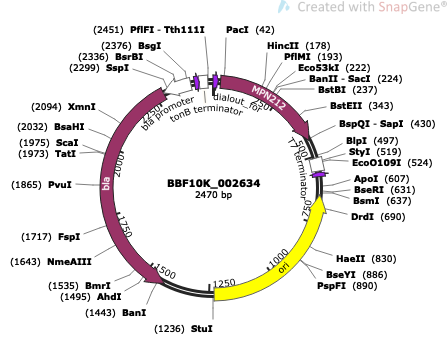 Created with SnapGene®
(2451) PflFI - Tth111I
(2376) BsgI
(2336) BsrBI
(2299) SspI
(2094) XmnI
(2032) BsaHI
(1975) ScaI
(1973) TatI
(1865) PvuI
(1717) FspI
(1643) NmeAIII
(1535) BmrI
(1495) AhdI
(1443) BanI
(1236) StuI
PacI (42)
HincII (178)
PflMI (193)
Eco53kI (222)
BanII - SacI (224)
BstBI (237)
BstEII (343)
BspQI - SapI (430)
BlpI (497)
StyI (519)
EcoO109I (524)
ApoI (607)
BseRI (631)
BsmI (637)
DrdI (690)
HaeII (830)
BseYI (886)
PspFI (890)
MPN212
bla promoter
tonB terminator
T7 terminator
bla
ori
250
500
750
1000
1250
1500
1750
2000
2250
BBF10K_002634
2470 bp